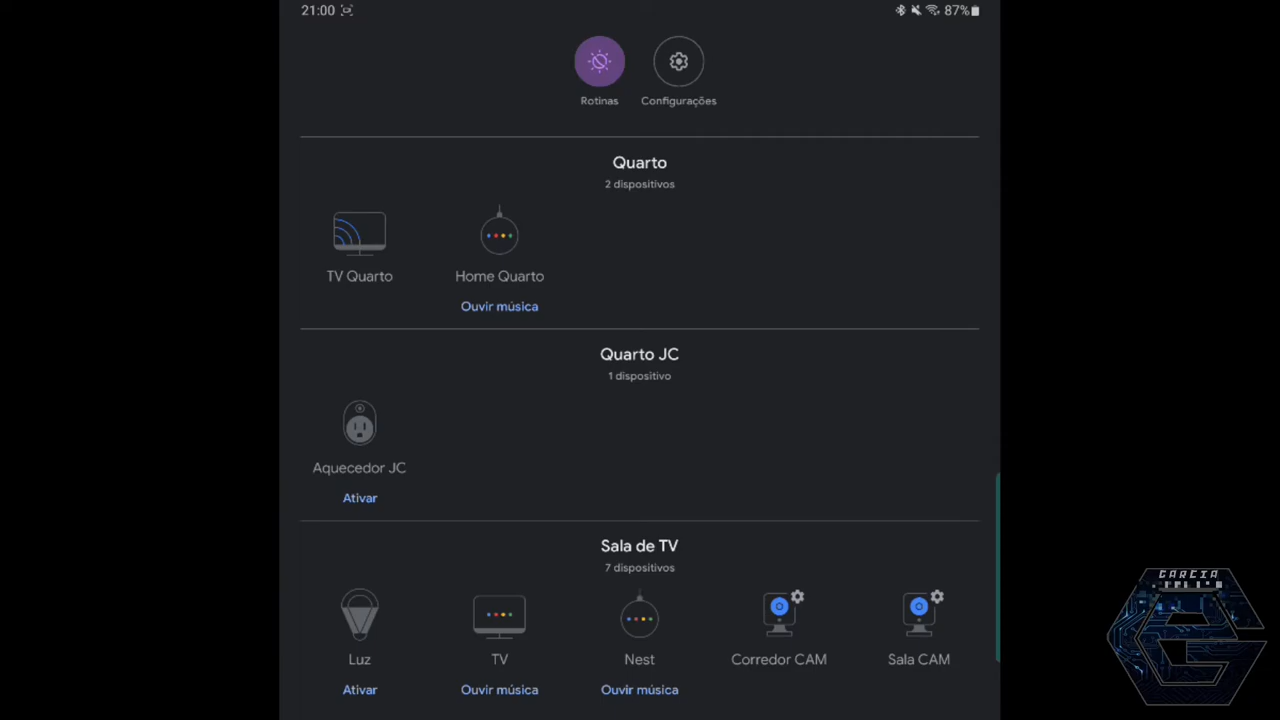 21:00
87%
Rotinas Configurações
Quarto
2 dispositivos
TV Quarto Home Quarto
Ouvir música
Quarto JC
1 dispositivo
Aquecedor JC
Ativar
Sala de TV
7 dispositivos
Luz TV Nest Corredor CAM Sala CAM
Ativar Ouvir música Ouvir música
GARCIA